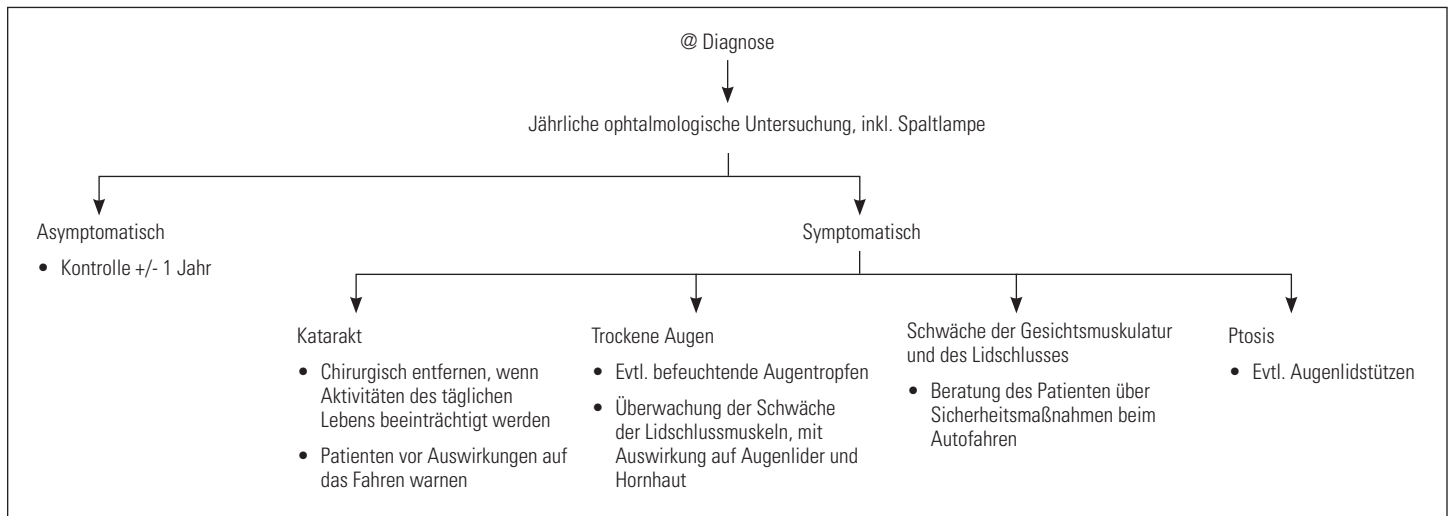 @ Diagnose
Jährliche ophtalmologische Untersuchung, inkl. Spaltlampe
Asymptomatisch
• Kontrolle +/- 1 Jahr
Symptomatisch
Katarakt
• Chirurgisch entfernen, wenn
Aktivitäten des täglichen
Lebens beeinträchtigt werden
• Patienten vor Auswirkungen auf
das Fahren warnen
Trockene Augen
• Evtl. befeuchtende Augentropfen
• Überwachung der Schwäche
der Lidschlussmuskeln, mit
Auswirkung auf Augenlider und
Hornhaut
Schwäche der Gesichtsmuskulatur
und des Lidschlusses
• Beratung des Patienten über
Sicherheitsmaßnahmen beim
Autofahren
Ptosis
• Evtl. Augenlidstützen